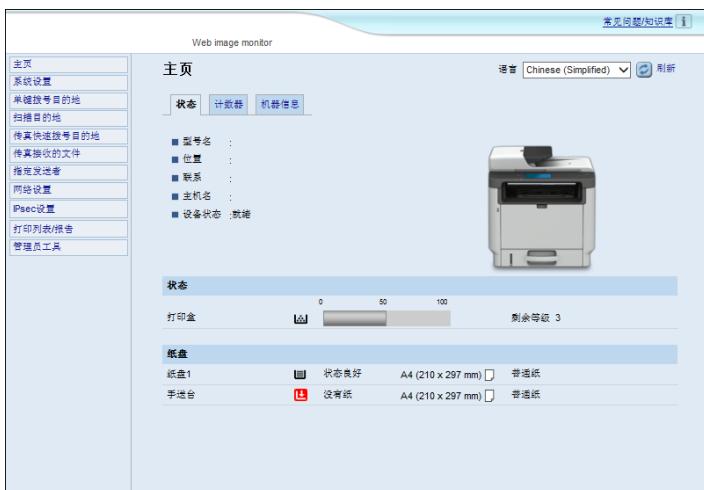 常见问题/知识库
Web image monitor
主页
系统设置
单键拨号目的地
扫描目的地
传真快速拨号目的地
传真接收的文件
指定发送者
网络设置
IPsec设置
打印列表/报告
管理员工具
主页
语言 Chinese (Simplified) 刷新
状态 计数器 机器信息
型号名 :
位置 :
联系 :
主机名 :
设备状态 :就绪
状态
0 50 100
打印盒 剩余等级 3
纸盘
纸盘1 状态良好 A4 (210 x 297 mm) 普通纸
手送台 没有纸 A4 (210 x 297 mm) 普通纸